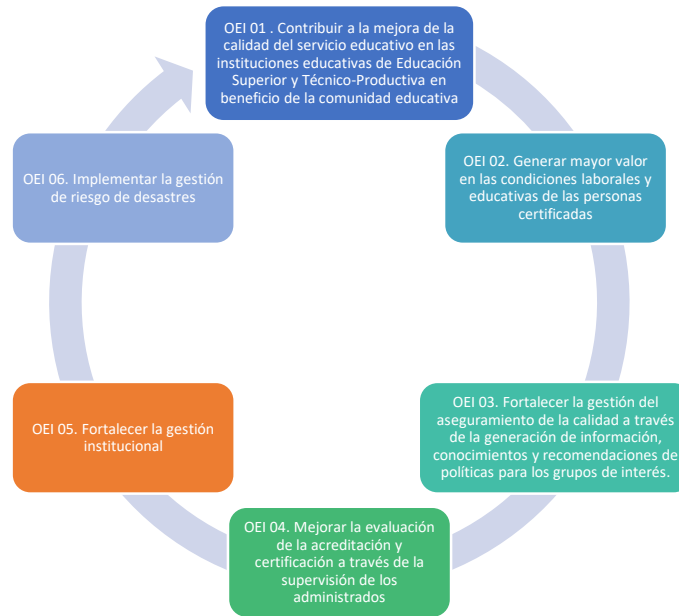 OEI 01 . Contribuir a la mejora de la
calidad del servicio educativo en las
instituciones educativas de Educación
Superior y Técnico-Productiva en
beneficio de la comunidad educativa
OEI 02. Generar mayor valor
en las condiciones laborales y
educativas de las personas
certificadas
OEI 03. Fortalecer la gestión del
aseguramiento de la calidad a través
de la generación de información,
conocimientos y recomendaciones de
políticas para los grupos de interés.
OEI 04. Mejorar la evaluación
de la acreditación y
certificación a través de la
supervisión de los
administrados
OEI 05. Fortalecer la gestión
institucional
OEI 06. Implementar la gestión
de riesgo de desastres